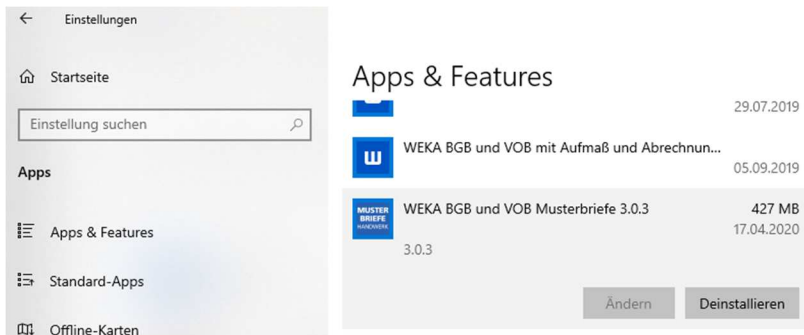 Einstellungen
Startseite
Einstellung suchen
Apps
Apps & Features
Standard-Apps
Offline-Karten
Apps & Features
29.07.2019
WEKA BGB und VOB mit Aufmaß und Abrechnun...
05.09.2019
MUSTER
BRIEFE
HANDWERK
WEKA BGB und VOB Musterbriefe 3.0.3 427 MB
17.04.2020
3.0.3
Ändern Deinstallieren